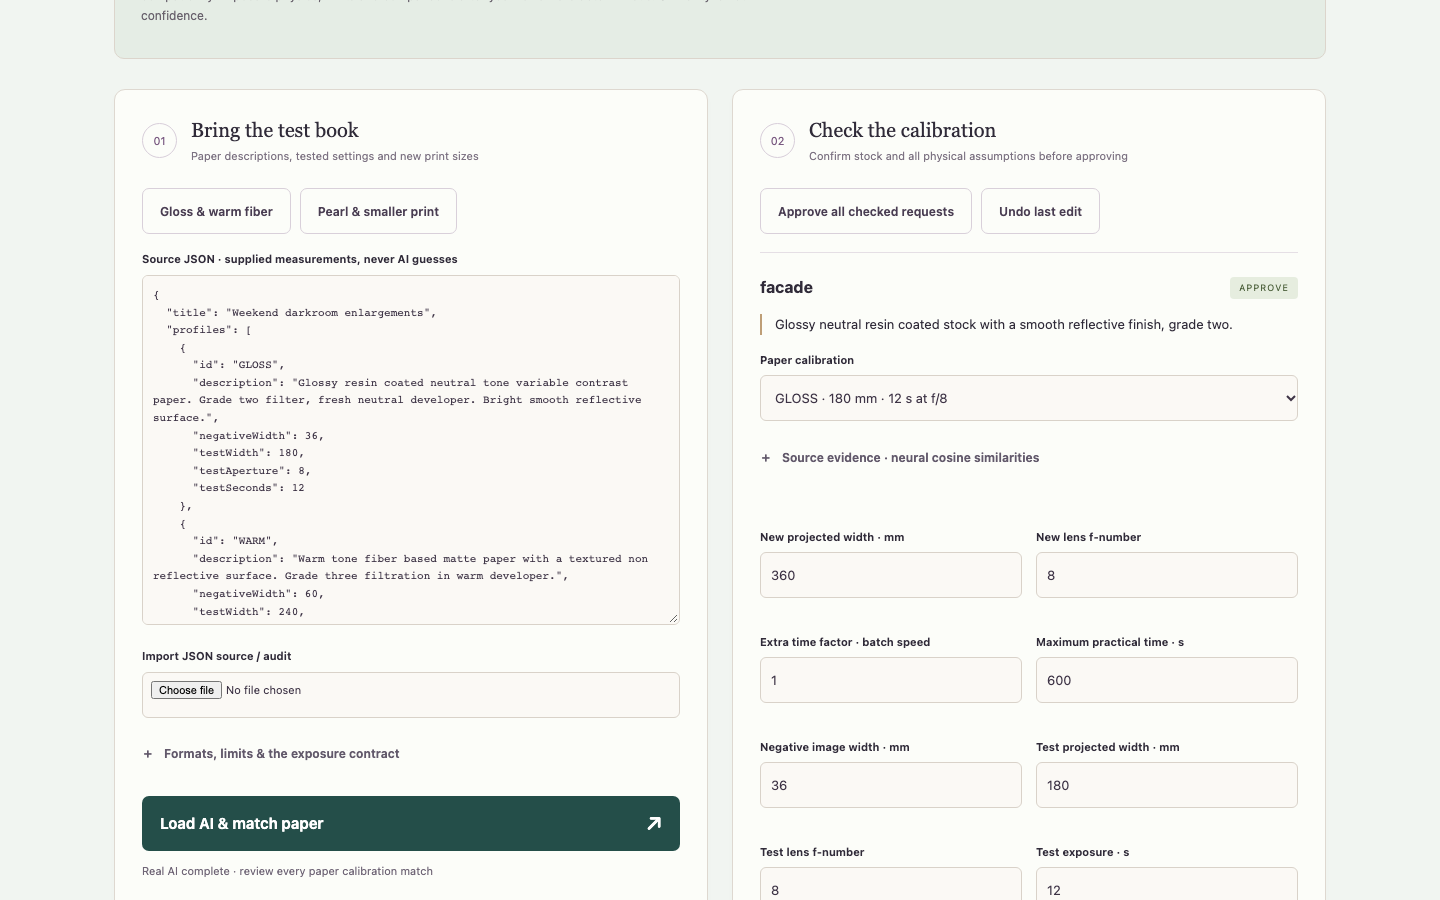 confidence.
01
Bring the test book
Paper descriptions, tested settings and new print sizes
Gloss & warm fiber
Pearl & smaller print
Source JSON · supplied measurements, never AI guesses
{
"title": "Weekend darkroom enlargements",
"profiles": [
{
"id": "GLOSS",
"description": "Glossy resin coated neutral tone variable contrast
paper. Grade two filter, fresh neutral developer. Bright smooth reflective
surface.",
"negativeWidth": 36,
"testWidth": 180,
"testAperture": 8,
"testSeconds": 12
},
{
"id": "WARM",
"description": "Warm tone fiber based matte paper with a textured non
reflective surface. Grade three filtration in warm developer.",
"negativeWidth": 60,
"testWidth": 240,
Import JSON source / audit
Choose file No file chosen
+ Formats, limits & the exposure contract
Load AI & match paper
Real AI complete · review every paper calibration match
02
Check the calibration
Confirm stock and all physical assumptions before approving
Approve all checked requests
Undo last edit
facade
APPROVE
Glossy neutral resin coated stock with a smooth reflective finish, grade two.
Paper calibration
GLOSS · 180 mm · 12 s at f/8
+ Source evidence · neural cosine similarities
New projected width · mm
New lens f-number
360
8
Extra time factor · batch speed
Maximum practical time · s
1
600
Negative image width · mm
Test projected width · mm
36
180
Test lens f-number
Test exposure · s
8
12